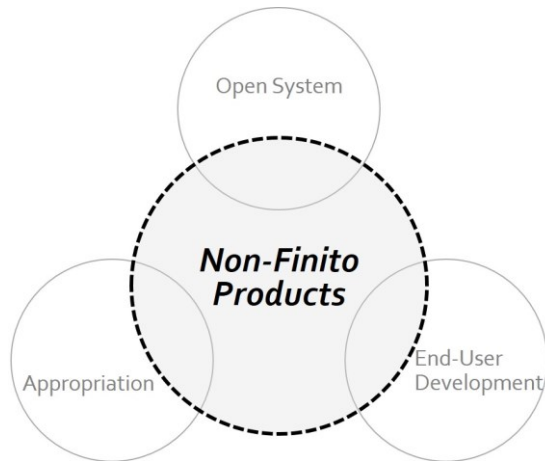 Open System
Non-Finito
Products
Appropriation
End-User
Development